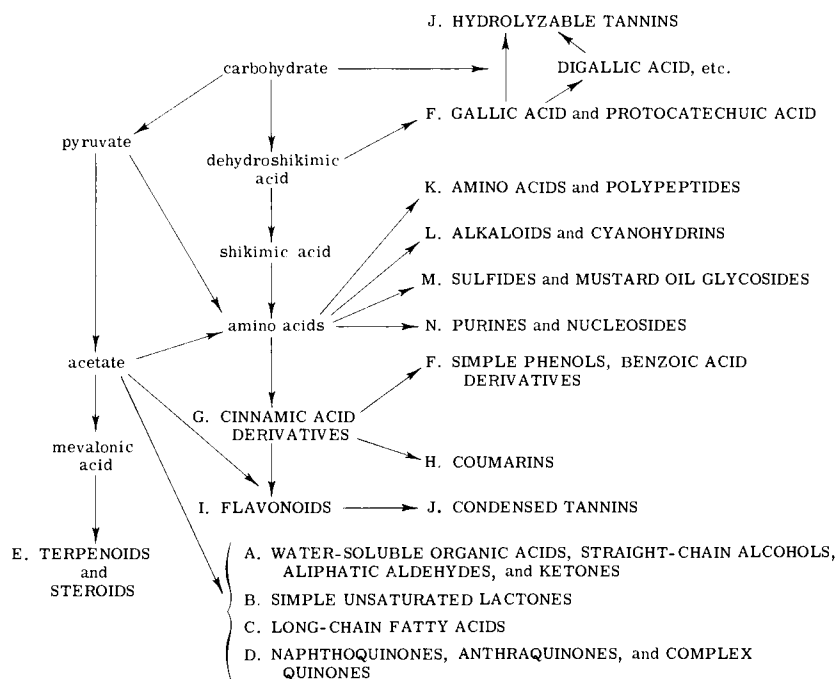 J. HYDROLYZABLE TANNINS
carbohydrate
DIGALLIC ACID, etc.
F. GALLIC ACID and PROTOCATECHUIC ACID
pyruvate
dehydroshikimic
acid
K. AMINO ACIDS and POLYPEPTIDES
L. ALKALOIDS and CYANOHYDRINS
shikimic acid
M. SULFIDES and MUSTARD OIL GLYCOSIDES
amino acids
N. PURINES and NUCLEOSIDES
acetate
F. SIMPLE PHENOLS, BENZOIC ACID
DERIVATIVES
G. CINNAMIC ACID
DERIVATIVES
mevalonic
acid
H. COUMARINS
I. FLAVONOIDS
J. CONDENSED TANNINS
E. TERPENOIDS
and
STEROIDS
A. WATER-SOLUBLE ORGANIC ACIDS, STRAIGHT-CHAIN ALCOHOLS,
ALIPHATIC ALDEHYDES, and KETONES
B. SIMPLE UNSATURATED LACTONES
C. LONG-CHAIN FATTY ACIDS
D. NAPHTHOQUINONES, ANTHRAQUINONES, and COMPLEX
QUINONES